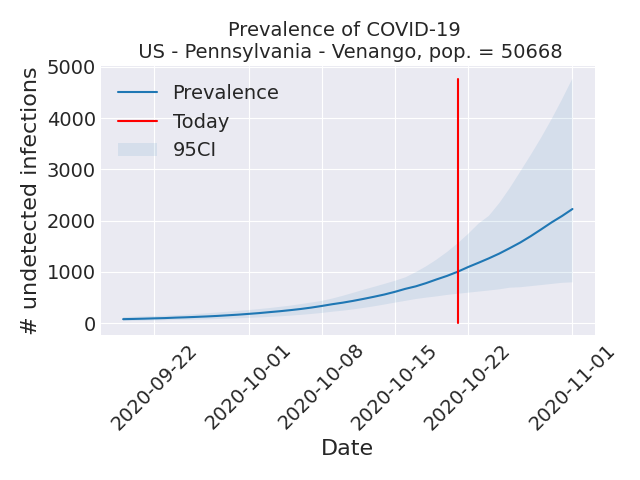 Prevalence of COVID-19
US - Pennsylvania - Venango, pop. = 50668
# undetected infections
5000
4000
3000
2000
1000
0
Prevalence
Today
95CI
2020-09-22
2020-10-01
2020-10-08
2020-10-15
2020-10-22
2020-11-01
Date